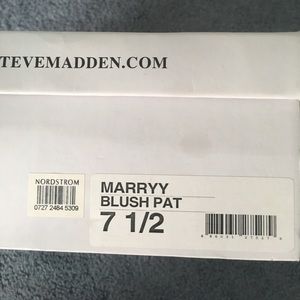 TEVEMADDEN.COM
NORDSTROM
0727 2484 5309
MARRYY
BLUSH PAT
7 1/2